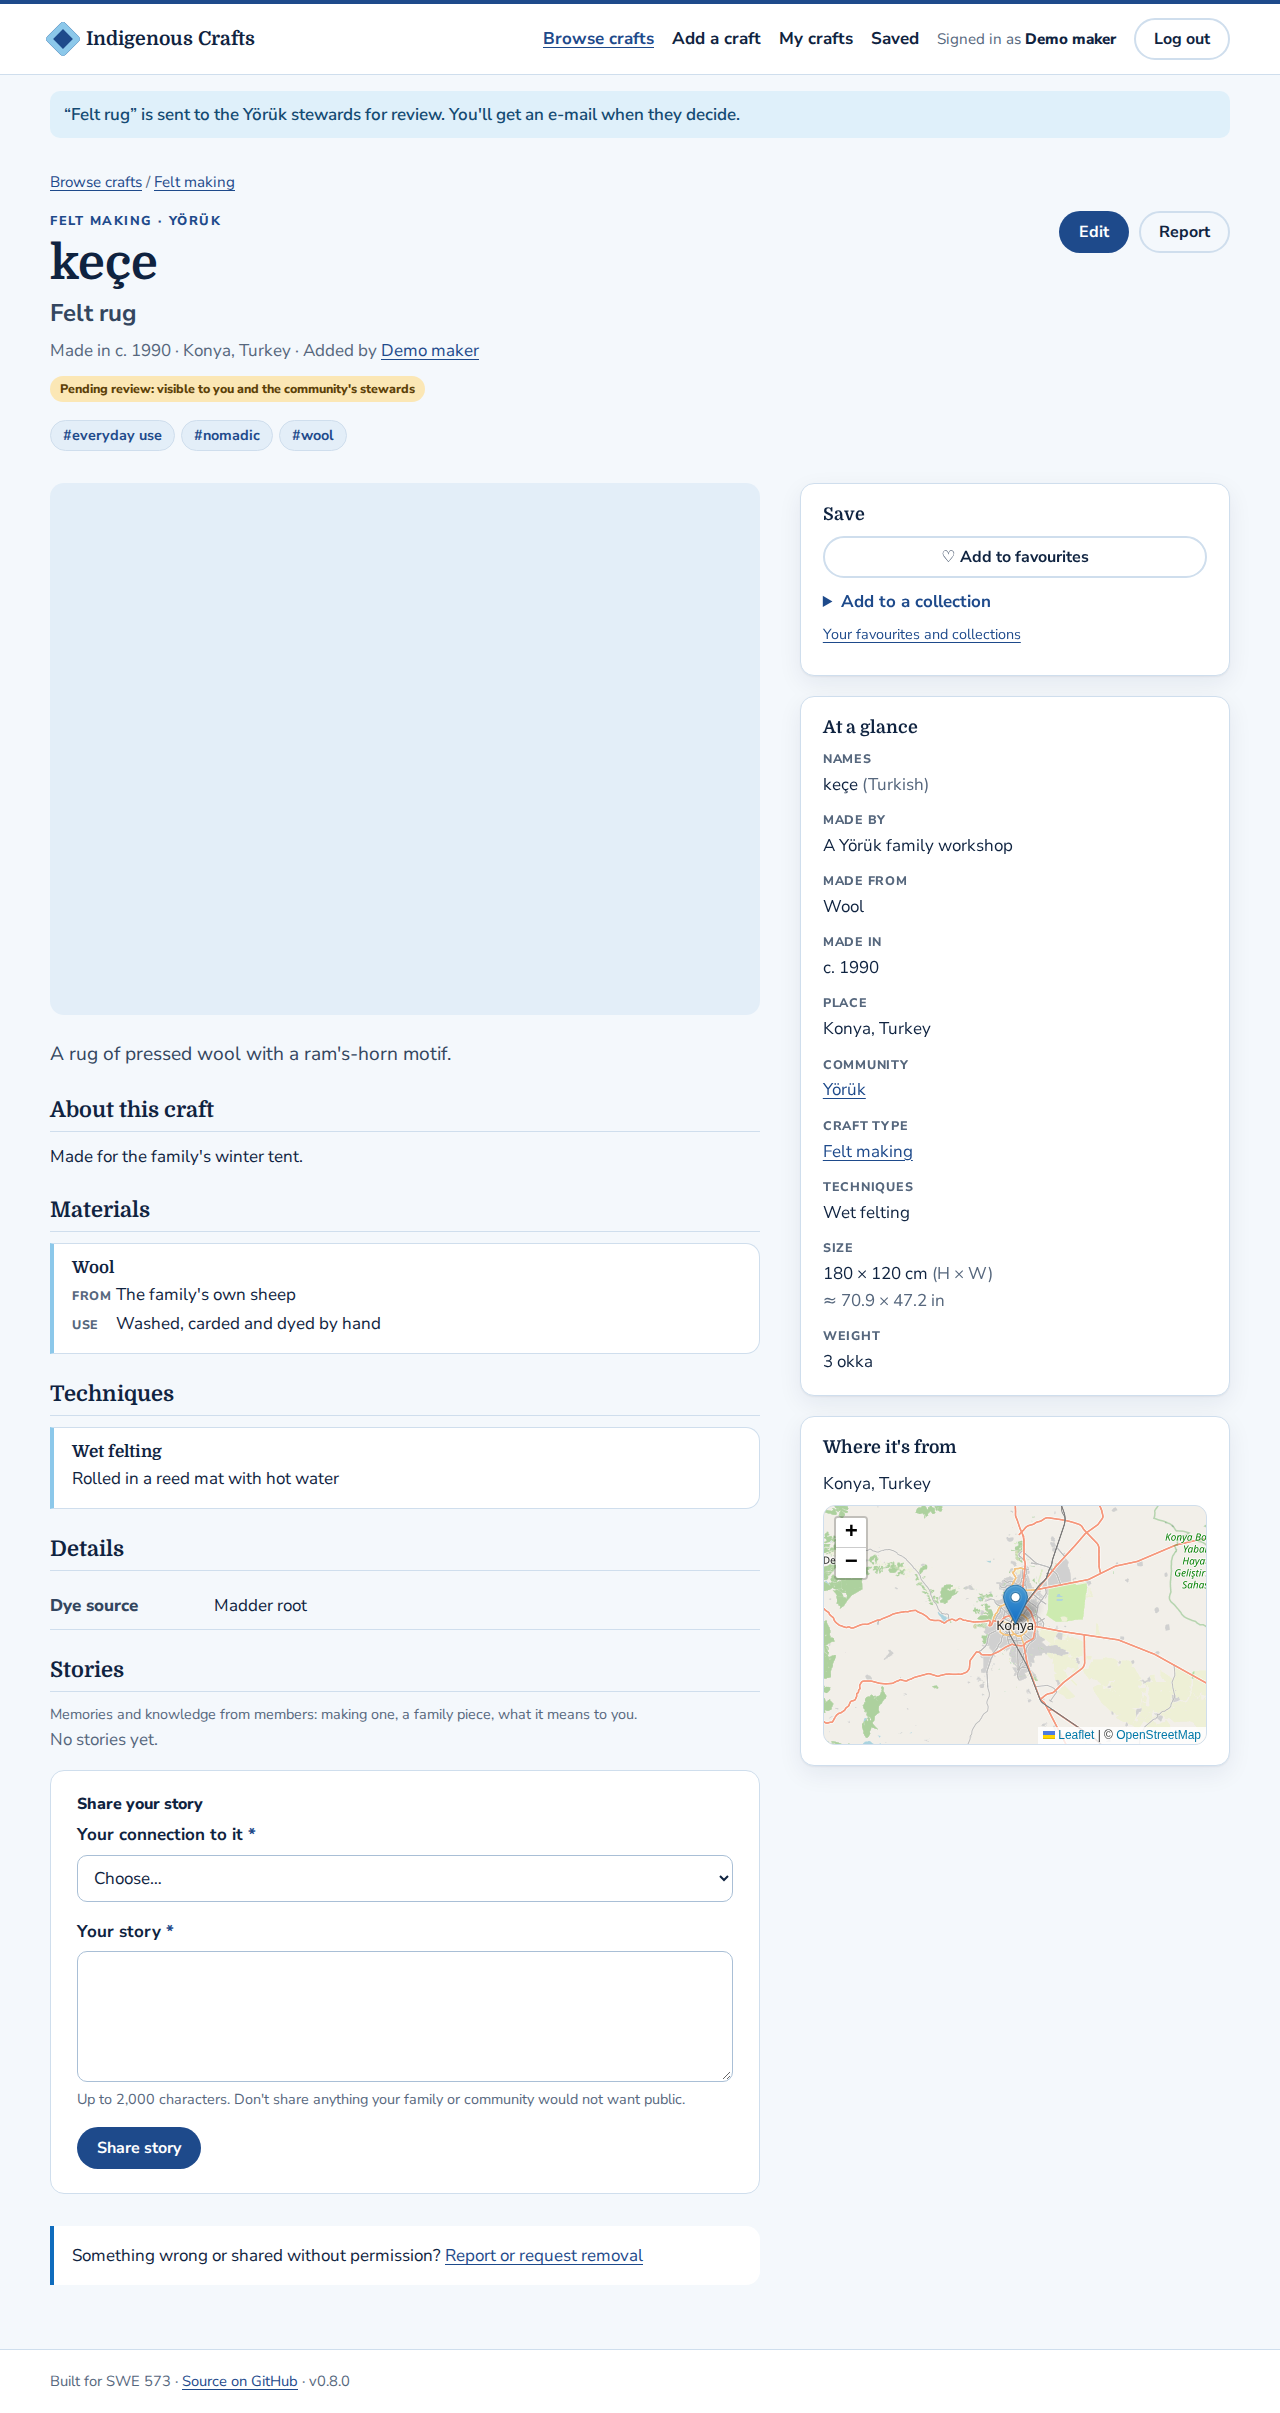 Indigenous Crafts
Browse crafts Add a craft My crafts Saved Signed in as Demo maker Log out
“Felt rug” is sent to the Yörük stewards for review. You'll get an e-mail when they decide.
Browse crafts / Felt making
FELT MAKING · YÖRÜK
Edit Report
keçe
Felt rug
Made in c. 1990 · Konya, Turkey · Added by Demo maker
Pending review: visible to you and the community's stewards
#everyday use #nomadic #wool
A rug of pressed wool with a ram's-horn motif.
About this craft
Made for the family's winter tent.
Materials
Wool
FROM The family's own sheep
USE Washed, carded and dyed by hand
Techniques
Wet felting
Rolled in a reed mat with hot water
Details
Dye source Madder root
Stories
Memories and knowledge from members: making one, a family piece, what it means to you.
No stories yet.
Share your story
Your connection to it *
Choose...
Your story *
Up to 2,000 characters. Don't share anything your family or community would not want public.
Share story
Something wrong or shared without permission? Report or request removal
Save
♡ Add to favourites
▶ Add to a collection
Your favourites and collections
At a glance
NAMES
keçe (Turkish)
MADE BY
A Yörük family workshop
MADE FROM
Wool
MADE IN
c. 1990
PLACE
Konya, Turkey
COMMUNITY
Yörük
CRAFT TYPE
Felt making
TECHNIQUES
Wet felting
SIZE
180 × 120 cm (H × W)
≈ 70.9 × 47.2 in
WEIGHT
3 okka
Where it's from
Konya, Turkey
+
−
De
Konya Bo
Yaba
Haya
Geliştir
Sahas
Konya
Leaflet | © OpenStreetMap
Built for SWE 573 · Source on GitHub · v0.8.0